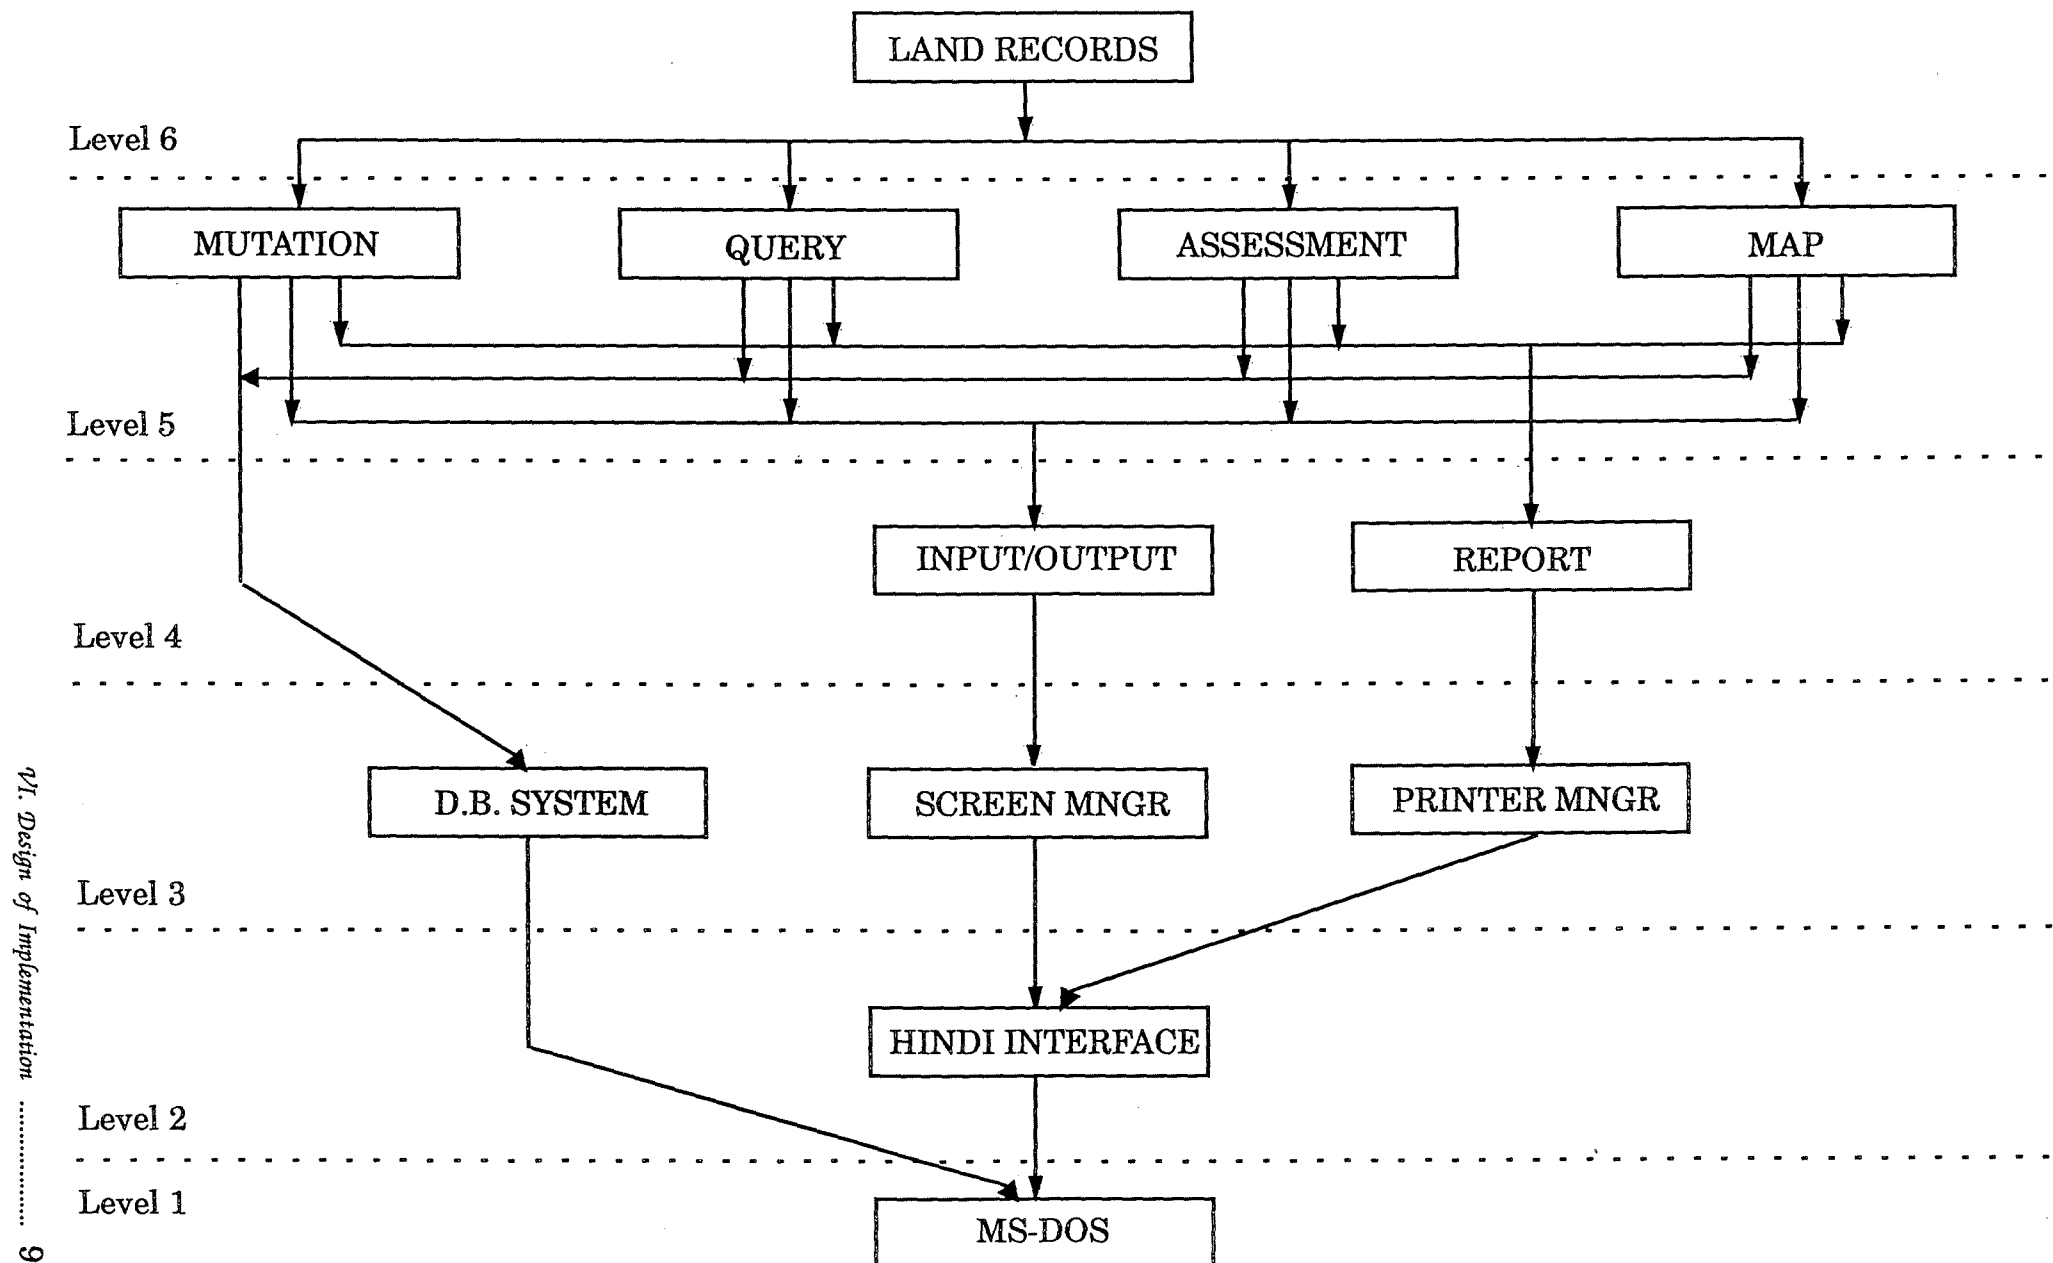 LAND RECORDS
Level 6
MUTATION
QUERY
ASSESSMENT
MAP
Level 5
INPUT/OUTPUT
REPORT
Level 4
D.B. SYSTEM
SCREEN MNGR
PRINTER MNGR
Level 3
HINDI INTERFACE
Level 2
Level 1
MS-DOS
VI. Design of Implementation ..................... 9